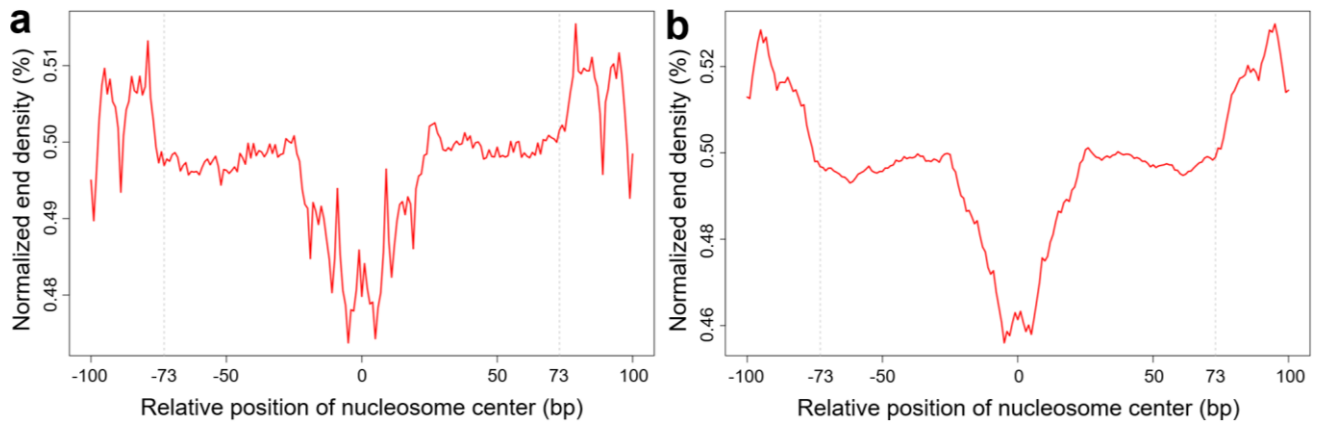 a
Normalized end density (%)
0.51
0.50
0.49
0.48
-100 -73 -50 0 50 73 100
Relative position of nucleosome center (bp)
b
Normalized end density (%)
0.52
0.50
0.48
0.46
-100 -73 -50 0 50 73 100
Relative position of nucleosome center (bp)